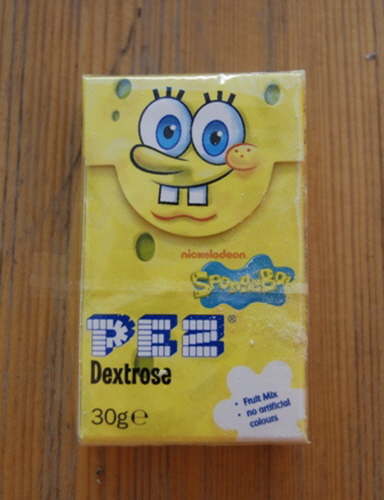 nickelodeon
SpongeBob
PEZ®
Dextrose
30g℮
• Fruit Mix
• no artificial
colours